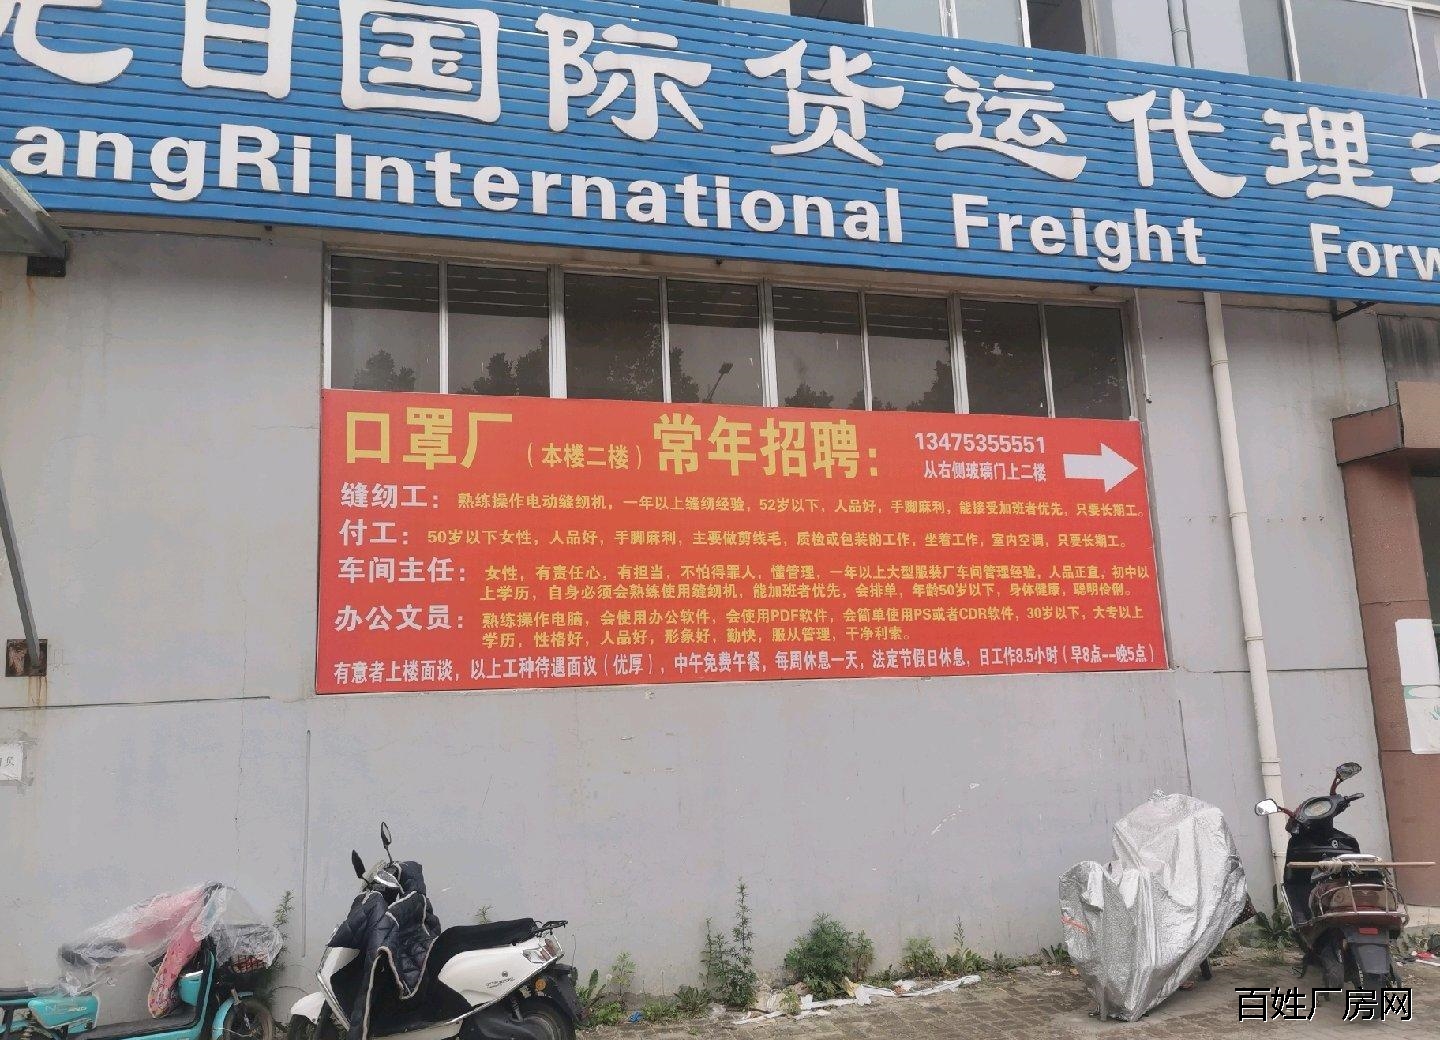 日国际货运代理
angRiInternational Freight Forw
口罩厂（本楼二楼）常年招聘：
13475355551
从右侧玻璃门上二楼
缝纫工：熟练操作电动缝纫机，一年以上缝纫经验，52岁以下，人品好，手脚麻利，能接受加班者优先，只要长期工。
付工：50岁以下女性，人品好，手脚麻利，主要做剪线毛，质检或包装的工作，坐着工作，室内空调，只要长期工。
车间主任：女性，有责任心，有担当，不怕得罪人，懂管理，一年以上大型服装厂车间管理经验，人品正直，初中以
上学历，自身必须会熟练使用缝纫机，能加班者优先，会排单，年龄50岁以下，身体健康，聪明伶俐。
办公文员：熟练操作电脑，会使用办公软件，会使用PDF软件，会简单使用PS或者CDR软件，30岁以下，大专以上
学历，性格好，人品好，形象好，勤快，服从管理，干净利索。
有意者上楼面谈，以上工种待遇面议（优厚），中午免费午餐，每周休息一天，法定节假日休息，日工作8.5小时（早8点--晚5点）
百姓厂房网